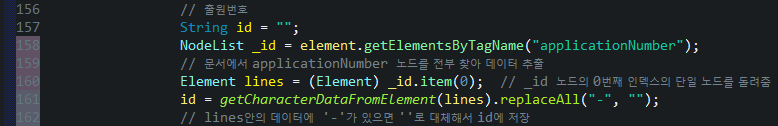 156 // 출원번호
157 String id = "";
158 NodeList _id = element.getElementsByTagName("applicationNumber");
159 // 문서에서 applicationNumber 노드를 전부 찾아 데이터 추출
160 Element lines = (Element) _id.item(0); // _id 노드의 0번째 인덱스의 단일 노드를 돌려줌
161 id = getCharacterDataFromElement(lines).replaceAll("-", "");
162 // lines안의 데이터에 '-'가 있으면 ''로 대체해서 id에 저장